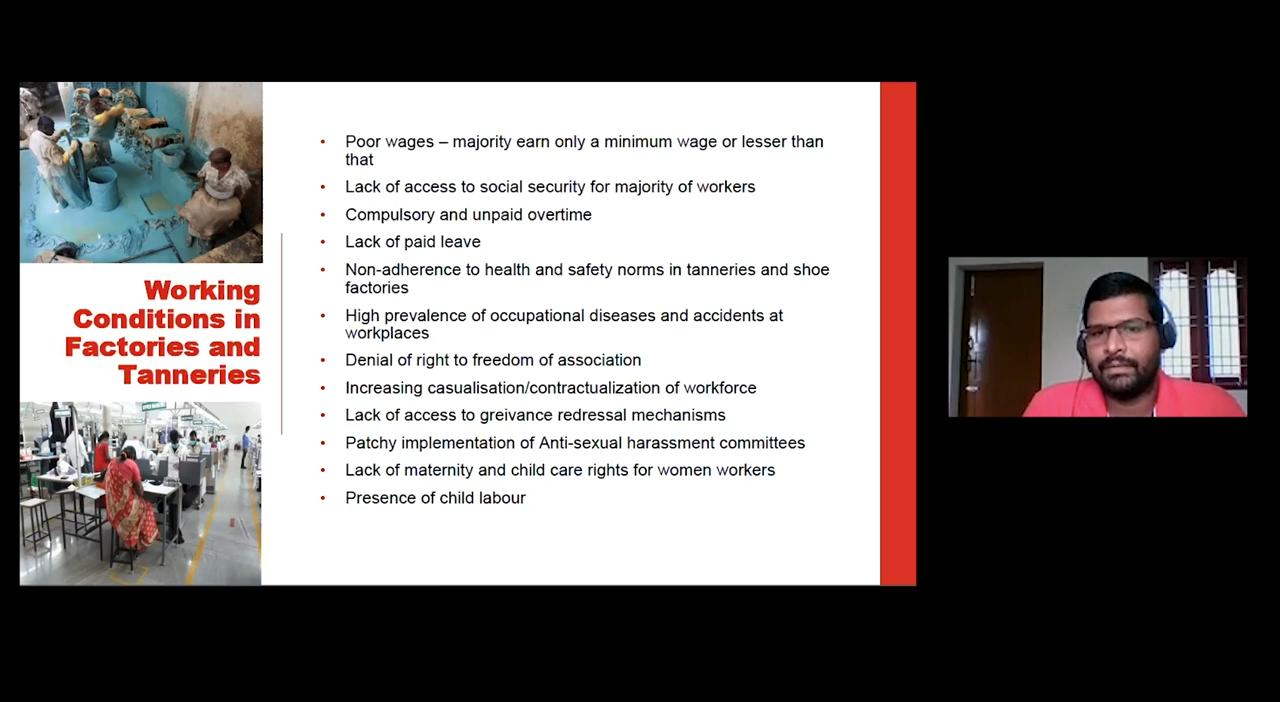 Working
Conditions in
Factories and
Tanneries
• Poor wages – majority earn only a minimum wage or lesser than
that
• Lack of access to social security for majority of workers
• Compulsory and unpaid overtime
• Lack of paid leave
• Non-adherence to health and safety norms in tanneries and shoe
factories
• High prevalence of occupational diseases and accidents at
workplaces
• Denial of right to freedom of association
• Increasing casualisation/contractualization of workforce
• Lack of access to greivance redressal mechanisms
• Patchy implementation of Anti-sexual harassment committees
• Lack of maternity and child care rights for women workers
• Presence of child labour